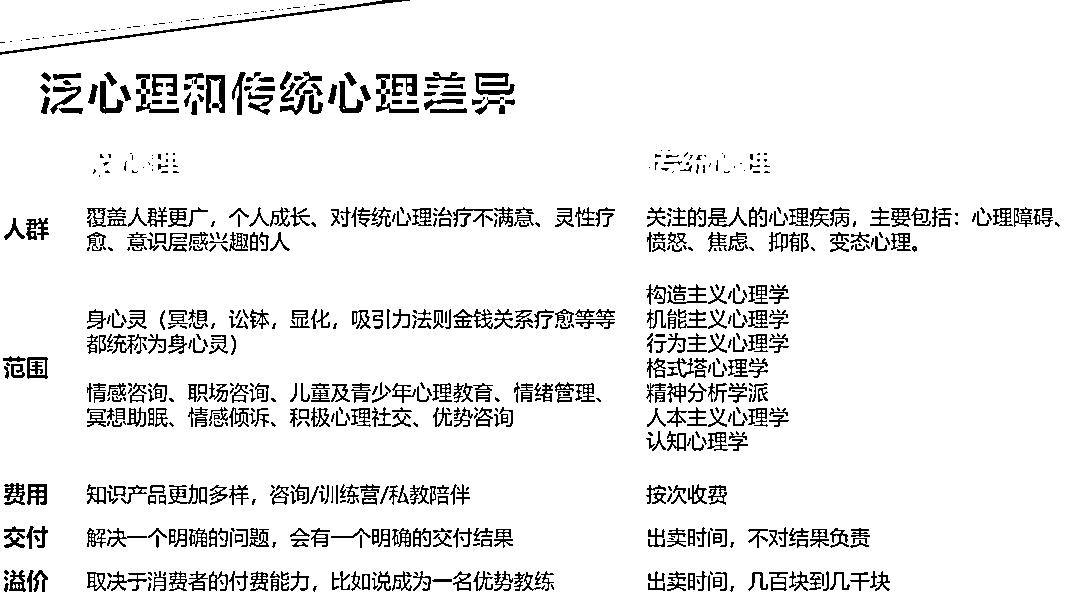 泛心理和传统心理差异
泛心理 传统心理
人群 覆盖人群更广，个人成长、对传统心理治疗不满意、灵性疗
愈、意识层感兴趣的人
关注的是人的心理疾病，主要包括：心理障碍、
愤怒、焦虑、抑郁、变态心理。
范围
身心灵（冥想，讼钵，显化，吸引力法则金钱关系疗愈等等
都统称为身心灵）
情感咨询、职场咨询、儿童及青少年心理教育、情绪管理、
冥想助眠、情感倾诉、积极心理社交、优势咨询
构造主义心理学
机能主义心理学
行为主义心理学
格式塔心理学
精神分析学派
人本主义心理学
认知心理学
费用 知识产品更加多样，咨询/训练营/私教陪伴 按次收费
交付 解决一个明确的问题，会有一个明确的交付结果 出卖时间，不对结果负责
溢价 取决于消费者的付费能力，比如说成为一名优势教练 出卖时间，几百块到几千块